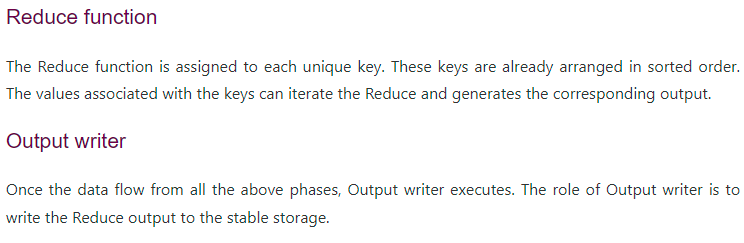 Reduce function
The Reduce function is assigned to each unique key. These keys are already arranged in sorted order.
The values associated with the keys can iterate the Reduce and generates the corresponding output.
Output writer
Once the data flow from all the above phases, Output writer executes. The role of Output writer is to
write the Reduce output to the stable storage.